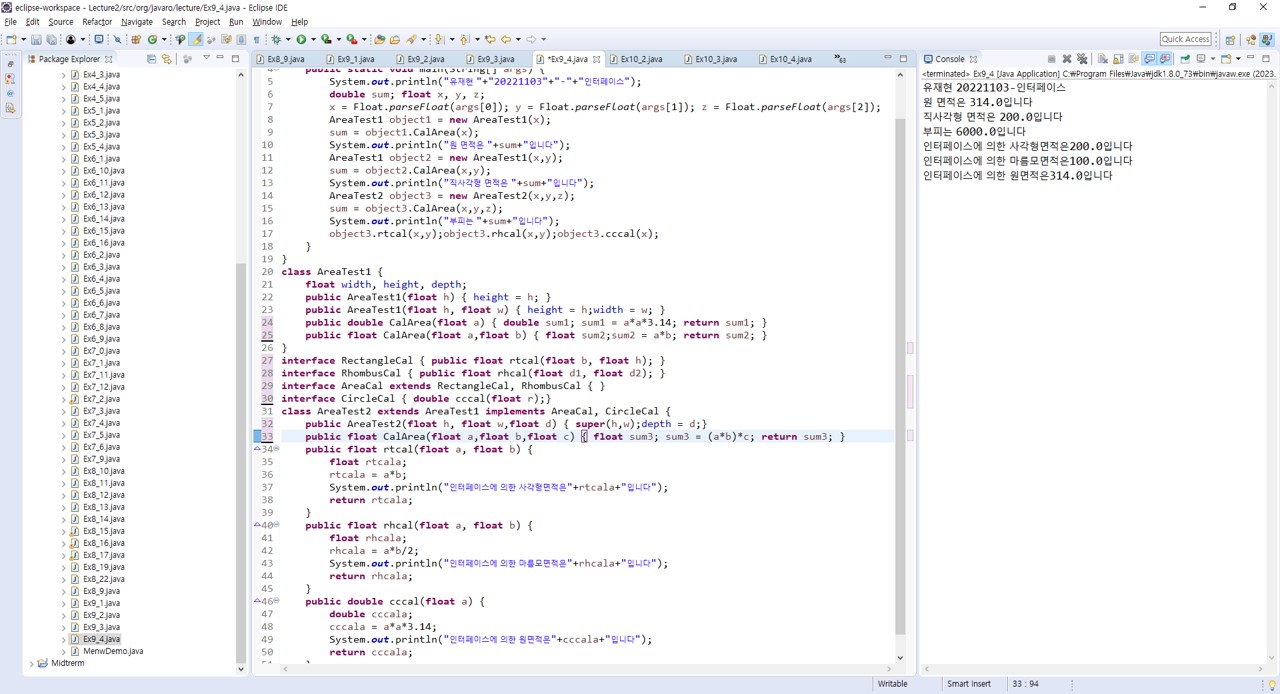 eclipse-workspace - Lecture2/src/org/javaro/lecture/Ex9_4.java - Eclipse IDE
File Edit Source Refactor Navigate Search Project Run Window Help
Quick Access
Package Explorer
Ex4_3.java
Ex4_4.java
Ex4_5.java
Ex5_1.java
Ex5_2.java
Ex5_3.java
Ex5_4.java
Ex6_1.java
Ex6_10.java
Ex6_11.java
Ex6_12.java
Ex6_13.java
Ex6_14.java
Ex6_15.java
Ex6_16.java
Ex6_2.java
Ex6_3.java
Ex6_4.java
Ex6_5.java
Ex6_6.java
Ex6_7.java
Ex6_8.java
Ex6_9.java
Ex7_0.java
Ex7_1.java
Ex7_11.java
Ex7_12.java
Ex7_2.java
Ex7_3.java
Ex7_4.java
Ex7_5.java
Ex7_6.java
Ex7_9.java
Ex8_10.java
Ex8_11.java
Ex8_12.java
Ex8_13.java
Ex8_14.java
Ex8_15.java
Ex8_16.java
Ex8_17.java
Ex8_19.java
Ex8_22.java
Ex8_9.java
Ex9_1.java
Ex9_2.java
Ex9_3.java
Ex9_4.java
MenwDemo.java
Midterm
Ex8_9.java Ex9_1.java Ex9_2.java Ex9_3.java *Ex9_4.java Ex10_2.java Ex10_3.java Ex10_4.java »63
4 public static void main(String[] args) {
5 System.out.println("유재현 "+"20221103"+"-"+"인터페이스");
6 double sum; float x, y, z;
7 x = Float.parseFloat(args[0]); y = Float.parseFloat(args[1]); z = Float.parseFloat(args[2]);
8 AreaTest1 object1 = new AreaTest1(x);
9 sum = object1.CalArea(x);
10 System.out.println("원 면적은 "+sum+"입니다");
11 AreaTest1 object2 = new AreaTest1(x,y);
12 sum = object2.CalArea(x,y);
13 System.out.println("직사각형 면적은 "+sum+"입니다");
14 AreaTest2 object3 = new AreaTest2(x,y,z);
15 sum = object3.CalArea(x,y,z);
16 System.out.println("부피는 "+sum+"입니다");
17 object3.rtcal(x,y);object3.rhcal(x,y);object3.cccal(x);
18 }
19 }
20 class AreaTest1 {
21 float width, height, depth;
22 public AreaTest1(float h) { height = h; }
23 public AreaTest1(float h, float w) { height = h;width = w; }
24 public double CalArea(float a) { double sum1; sum1 = a*a*3.14; return sum1; }
25 public float CalArea(float a,float b) { float sum2;sum2 = a*b; return sum2; }
26 }
27 interface RectangleCal { public float rtcal(float b, float h); }
28 interface RhombusCal { public float rhcal(float d1, float d2); }
29 interface AreaCal extends RectangleCal, RhombusCal { }
30 interface CircleCal { double cccal(float r);}
31 class AreaTest2 extends AreaTest1 implements AreaCal, CircleCal {
32 public AreaTest2(float h, float w,float d) { super(h,w);depth = d;}
33 public float CalArea(float a,float b,float c) { float sum3; sum3 = (a*b)*c; return sum3; }
34 public float rtcal(float a, float b) {
35 float rtcala;
36 rtcala = a*b;
37 System.out.println("인터페이스에 의한 사각형면적은"+rtcala+"입니다");
38 return rtcala;
39 }
40 public float rhcal(float a, float b) {
41 float rhcala;
42 rhcala = a*b/2;
43 System.out.println("인터페이스에 의한 마름모면적은"+rhcala+"입니다");
44 return rhcala;
45 }
46 public double cccal(float a) {
47 double cccala;
48 cccala = a*a*3.14;
49 System.out.println("인터페이스에 의한 원면적은"+cccala+"입니다");
50 return cccala;
51 }
Console
<terminated> Ex9_4 [Java Application] C:₩Program Files₩Java₩jdk1.8.0_73₩bin₩javaw.exe (2023.
유재현 20221103-인터페이스
원 면적은 314.0입니다
직사각형 면적은 200.0입니다
부피는 6000.0입니다
인터페이스에 의한 사각형면적은200.0입니다
인터페이스에 의한 마름모면적은100.0입니다
인터페이스에 의한 원면적은314.0입니다
Writable Smart Insert 33 : 94